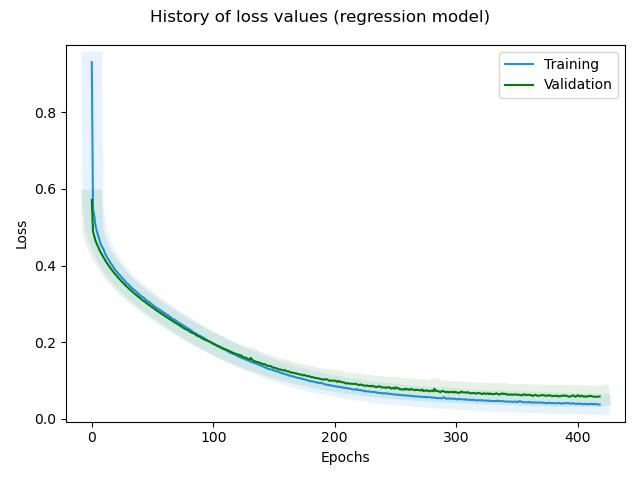 History of loss values (regression model)
Training
Validation
0.8
0.6
0.4
0.2
0.0
Loss
0 100 200 300 400
Epochs